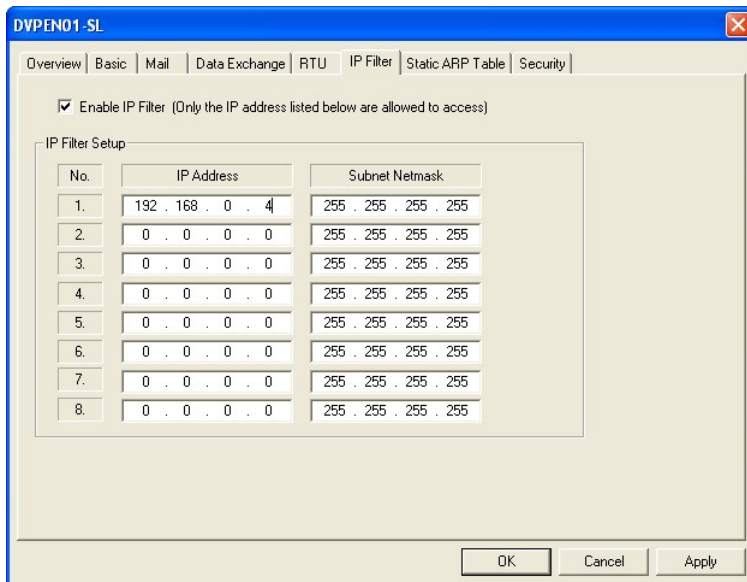 DVPEN01-SL
Overview Basic Mail Data Exchange RTU IP Filter Static ARP Table Security
Enable IP Filter (Only the IP address listed below are allowed to access)
IP Filter Setup
No. IP Address Subnet Netmask
1. 192 . 168 . 0 . 4 255 . 255 . 255 . 255
2. 0 . 0 . 0 . 0 255 . 255 . 255 . 255
3. 0 . 0 . 0 . 0 255 . 255 . 255 . 255
4. 0 . 0 . 0 . 0 255 . 255 . 255 . 255
5. 0 . 0 . 0 . 0 255 . 255 . 255 . 255
6. 0 . 0 . 0 . 0 255 . 255 . 255 . 255
7. 0 . 0 . 0 . 0 255 . 255 . 255 . 255
8. 0 . 0 . 0 . 0 255 . 255 . 255 . 255
OK Cancel Apply